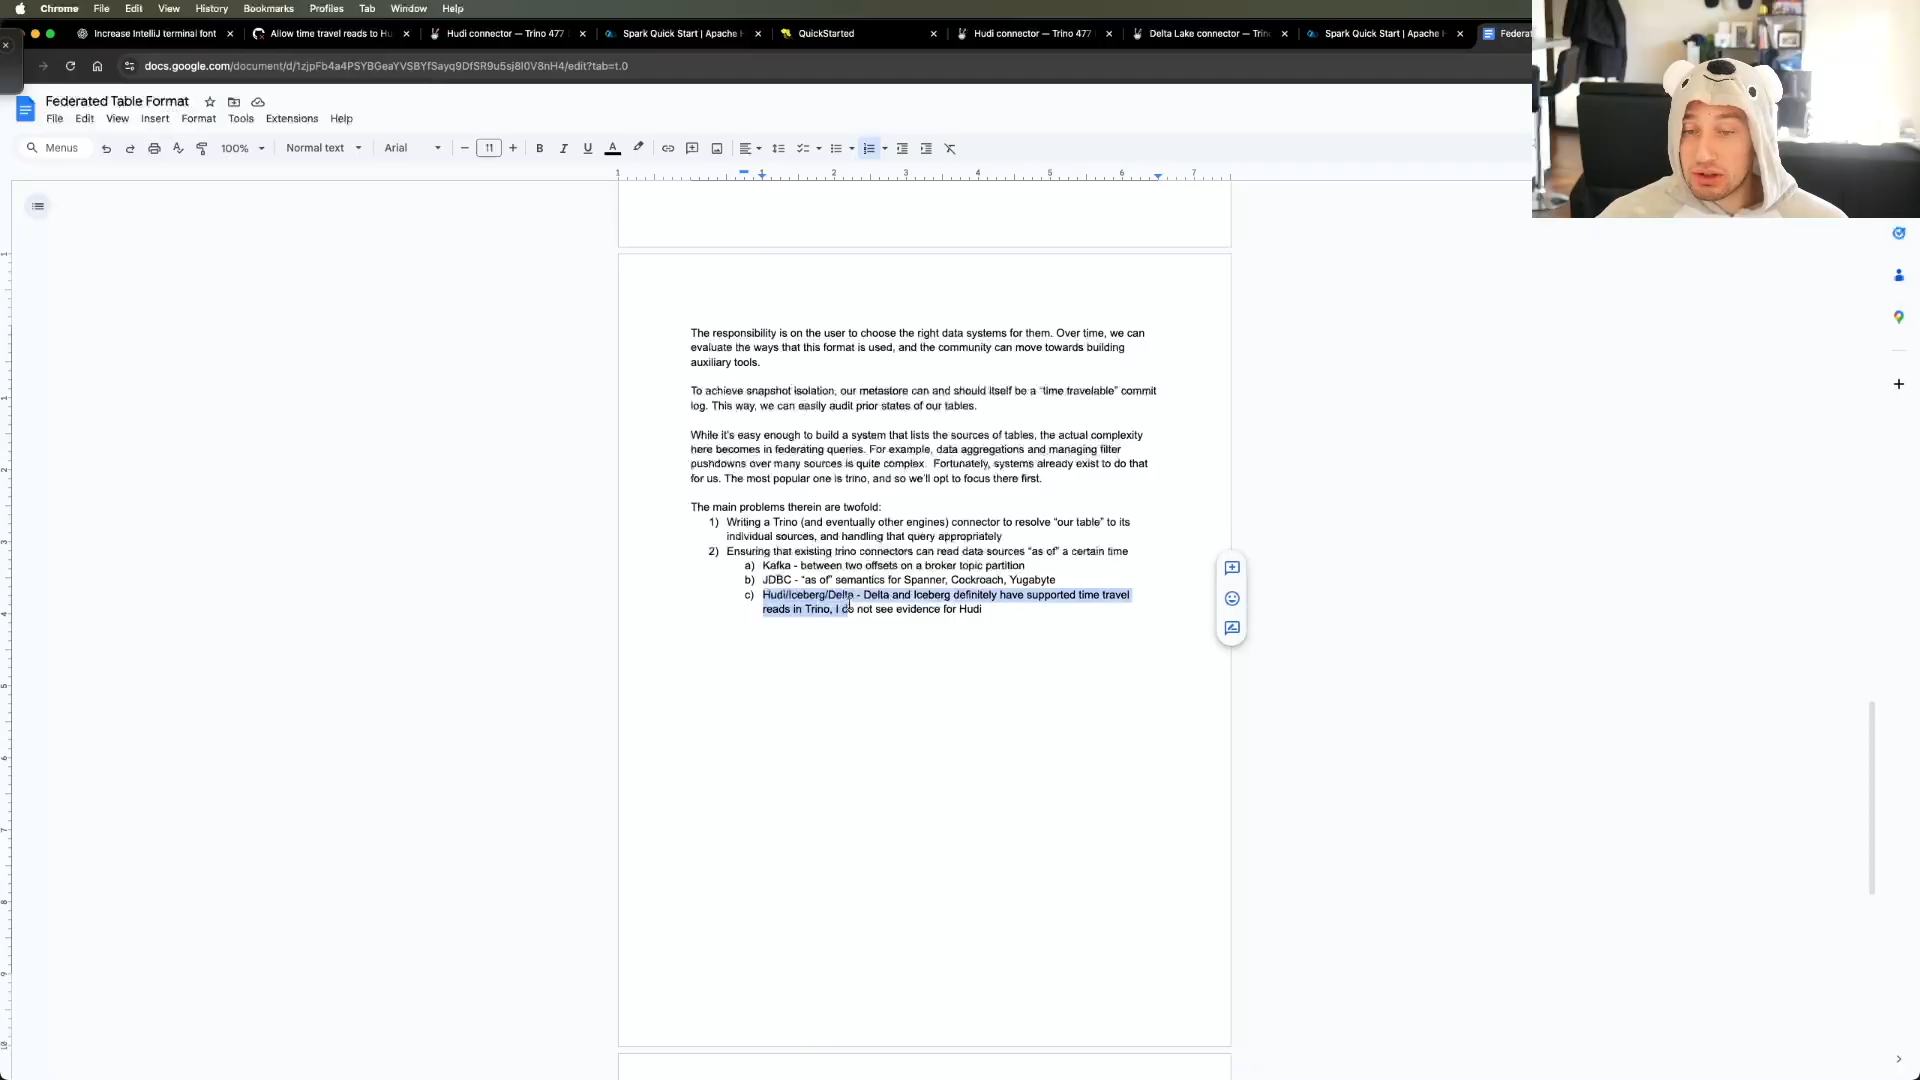 Chrome File Edit View History Bookmarks Profiles Tab Window Help
Increase IntelliJ terminal font
Allow time travel reads to Hu
Hudi connector — Trino 477
Spark Quick Start | Apache H
QuickStarted
Hudi connector — Trino 477
Delta Lake connector — Trin
Spark Quick Start | Apache H
Federat
docs.google.com/document/d/1zjpFb4a4PSYBGeaYVSBYfSayq9DfSR9u5sj8I0V8nH4/edit?tab=t.0
Federated Table Format
File Edit View Insert Format Tools Extensions Help
Menus 100% Normal text Arial 11
1 1 2 3 4 5 6 7
The responsibility is on the user to choose the right data systems for them. Over time, we can
evaluate the ways that this format is used, and the community can move towards building
auxiliary tools.
To achieve snapshot isolation, our metastore can and should itself be a “time travelable” commit
log. This way, we can easily audit prior states of our tables.
While it’s easy enough to build a system that lists the sources of tables, the actual complexity
here becomes in federating queries. For example, data aggregations and managing filter
pushdowns over many sources is quite complex. Fortunately, systems already exist to do that
for us. The most popular one is trino, and so we’ll opt to focus there first.
The main problems therein are twofold:
1) Writing a Trino (and eventually other engines) connector to resolve “our table” to its
individual sources, and handling that query appropriately
2) Ensuring that existing trino connectors can read data sources “as of” a certain time
a) Kafka - between two offsets on a broker topic partition
b) JDBC - “as of” semantics for Spanner, Cockroach, Yugabyte
c) Hudi/Iceberg/Delta - Delta and Iceberg definitely have supported time travel
reads in Trino, I do not see evidence for Hudi